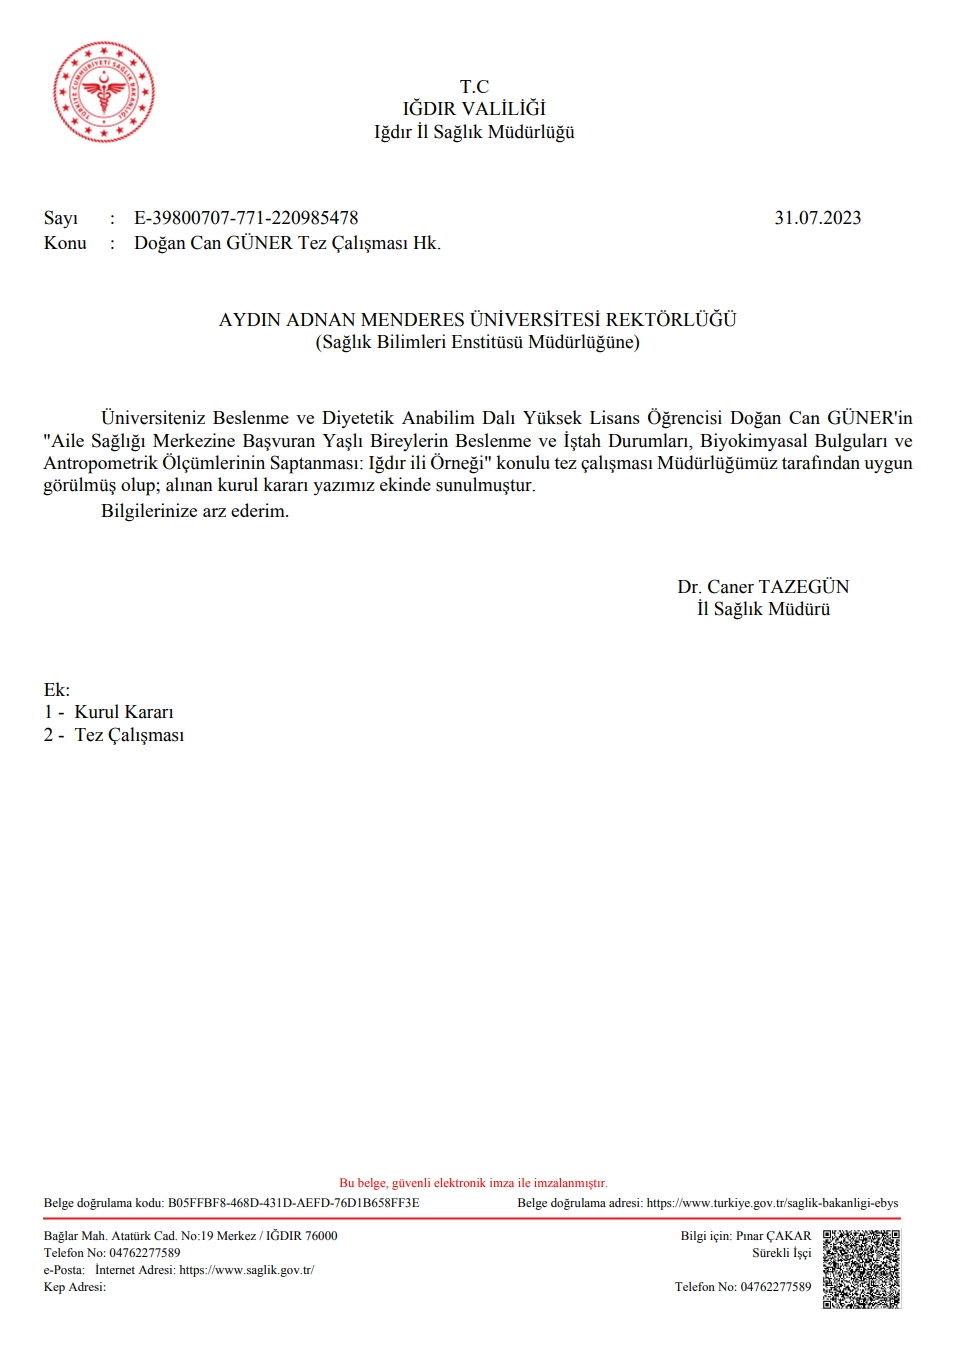 TÜRKİYE CUMHURİYETİ SAĞLIK BAKANLIĞI
T.C
IĞDIR VALİLİĞİ
Iğdır İl Sağlık Müdürlüğü
Sayı : E-39800707-771-220985478 31.07.2023
Konu : Doğan Can GÜNER Tez Çalışması Hk.
AYDIN ADNAN MENDERES ÜNİVERSİTESİ REKTÖRLÜĞÜ
(Sağlık Bilimleri Enstitüsü Müdürlüğüne)
Üniversiteniz Beslenme ve Diyetetik Anabilim Dalı Yüksek Lisans Öğrencisi Doğan Can GÜNER'in
"Aile Sağlığı Merkezine Başvuran Yaşlı Bireylerin Beslenme ve İştah Durumları, Biyokimyasal Bulguları ve
Antropometrik Ölçümlerinin Saptanması: Iğdır ili Örneği" konulu tez çalışması Müdürlüğümüz tarafından uygun
görülmüş olup; alınan kurul kararı yazımız ekinde sunulmuştur.
Bilgilerinize arz ederim.
Dr. Caner TAZEGÜN
İl Sağlık Müdürü
Ek:
1 - Kurul Kararı
2 - Tez Çalışması
Bu belge, güvenli elektronik imza ile imzalanmıştır.
Belge doğrulama kodu: B05FFBF8-468D-431D-AEFD-76D1B658FF3E Belge doğrulama adresi: https://www.turkiye.gov.tr/saglik-bakanligi-ebys
Bağlar Mah. Atatürk Cad. No:19 Merkez / IĞDIR 76000 Bilgi için: Pınar ÇAKAR
Telefon No: 04762277589 Sürekli İşçi
e-Posta: İnternet Adresi: https://www.saglik.gov.tr/
Kep Adresi: Telefon No: 04762277589